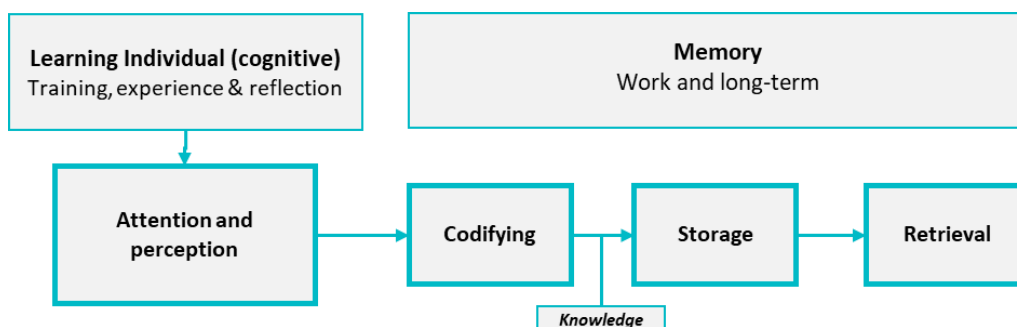 Learning Individual (cognitive)
Training, experience & reflection
Memory
Work and long-term
Attention and
perception
Codifying
Storage
Retrieval
Knowledge